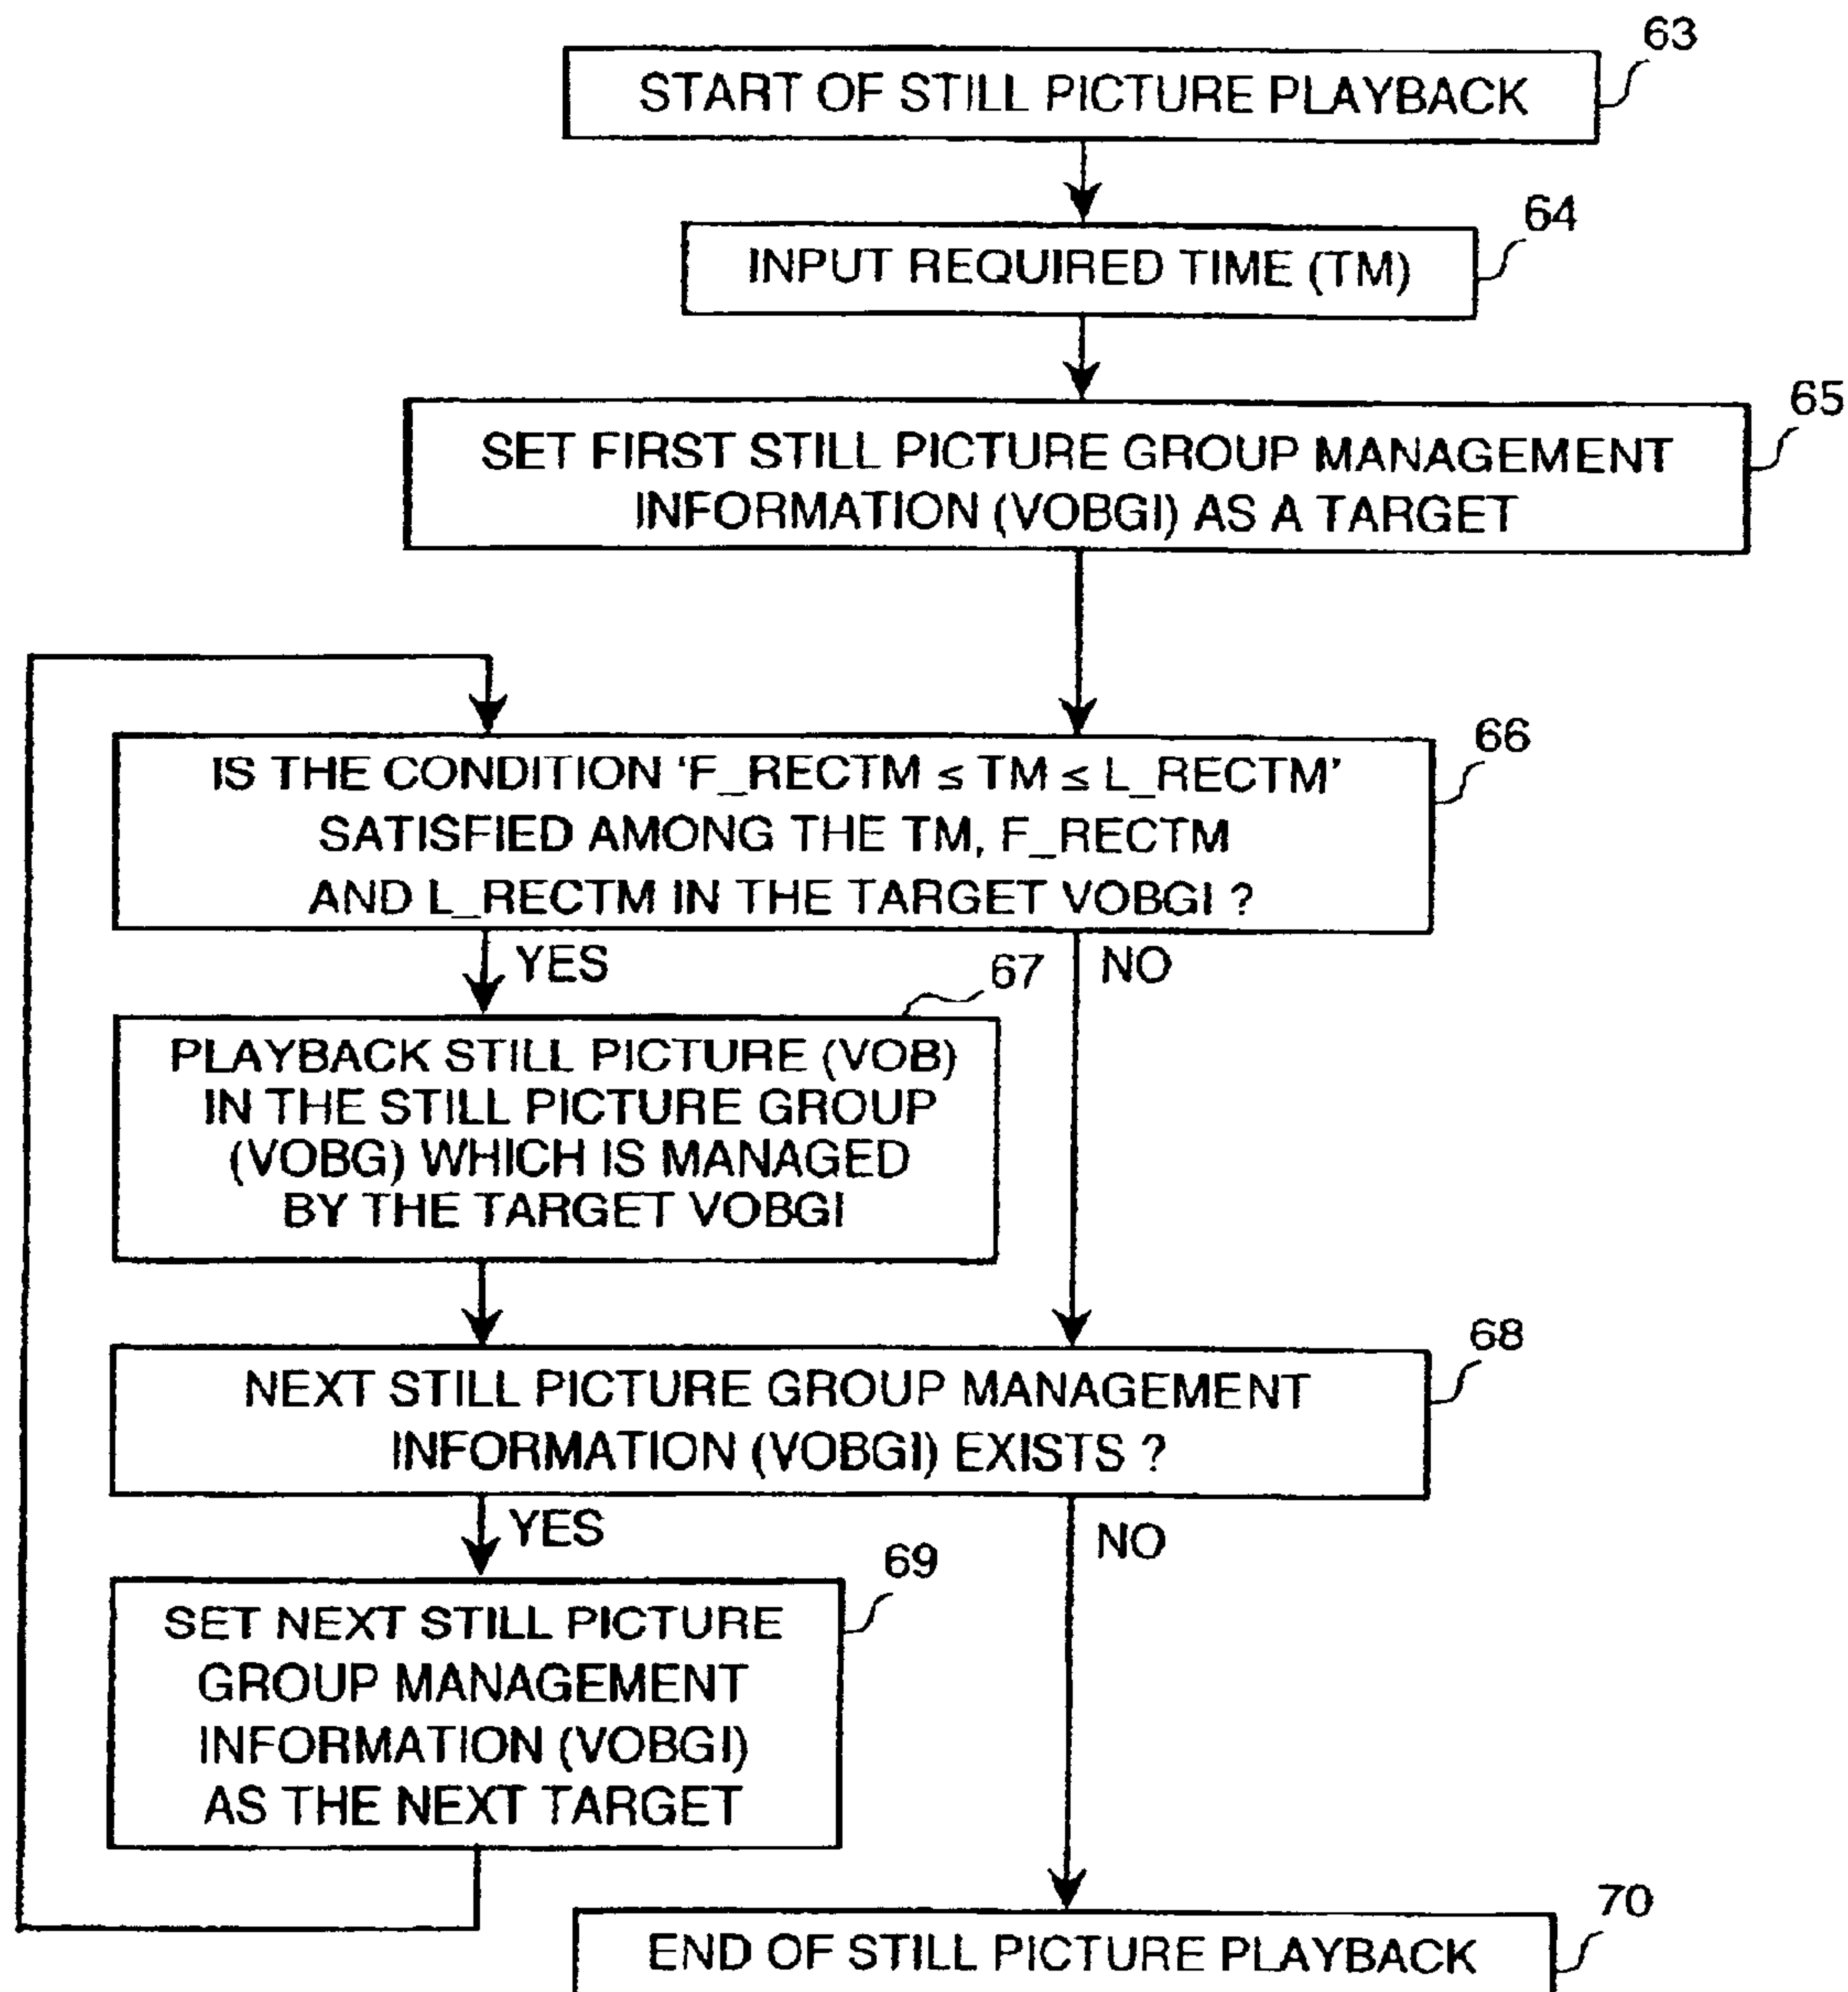 63
START OF STILL PICTURE PLAYBACK
64
INPUT REQUIRED TIME (TM)
65
SET FIRST STILL PICTURE GROUP MANAGEMENT
INFORMATION (VOBGI) AS A TARGET
66
IS THE CONDITION ‘F_RECTM ≤ TM ≤ L_RECTM’
SATISFIED AMONG THE TM, F_RECTM
AND L_RECTM IN THE TARGET VOBGI ?
YES
NO
67
PLAYBACK STILL PICTURE (VOB)
IN THE STILL PICTURE GROUP
(VOBG) WHICH IS MANAGED
BY THE TARGET VOBGI
68
NEXT STILL PICTURE GROUP MANAGEMENT
INFORMATION (VOBGI) EXISTS ?
YES
NO
69
SET NEXT STILL PICTURE
GROUP MANAGEMENT
INFORMATION (VOBGI)
AS THE NEXT TARGET
70
END OF STILL PICTURE PLAYBACK